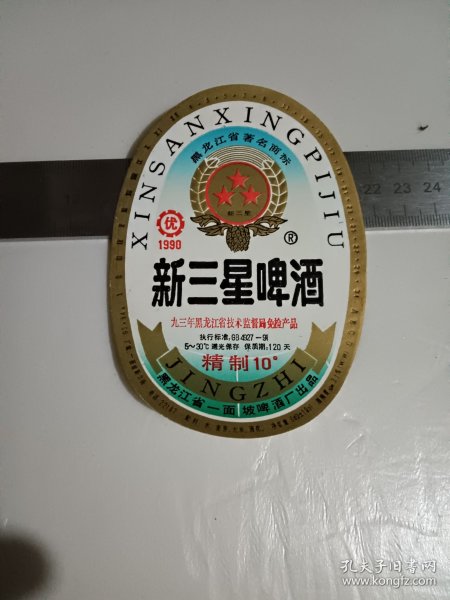 XINSANXINGPIJIU
黑龙江省著名商标
新三星
优
1990
®
新三星啤酒
九三年黑龙江省技术监督局免检产品
执行标准:GB4927—91
5~30℃避光保存 保质期:120天
精制10°
JINGZHI
黑龙江省一面坡啤酒厂出品
22 23 24
孔夫子旧书网
www.kongfz.com